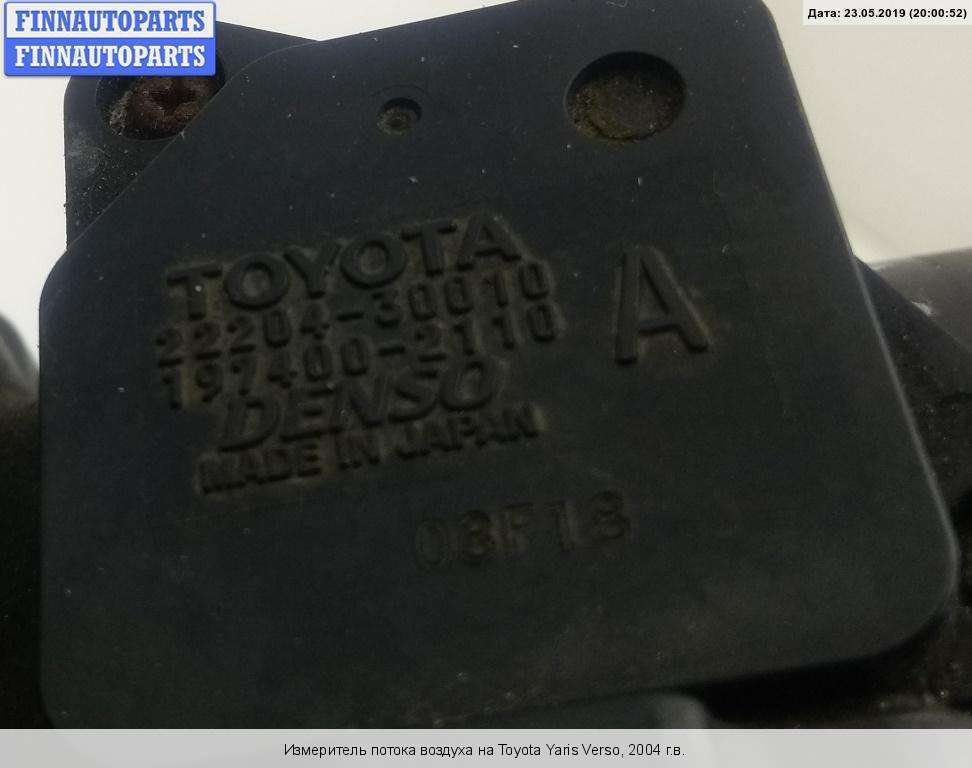 FINNAUTOPARTS
FINNAUTOPARTS
Дата: 23.05.2019 (20:00:52)
TOYOTA
22204-30010
197400-2110
A
DENSO
MADE IN JAPAN
Измеритель потока воздуха на Toyota Yaris Verso, 2004 г.в.